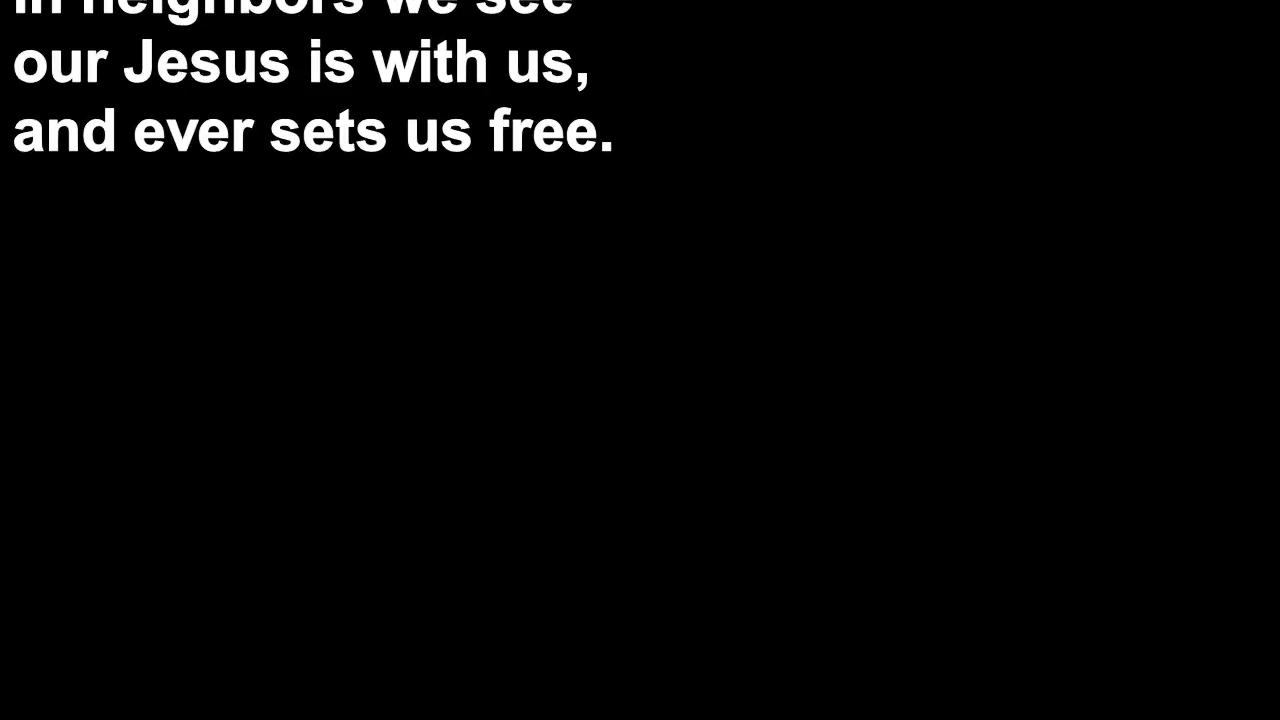 in neighbors we see
our Jesus is with us,
and ever sets us free.